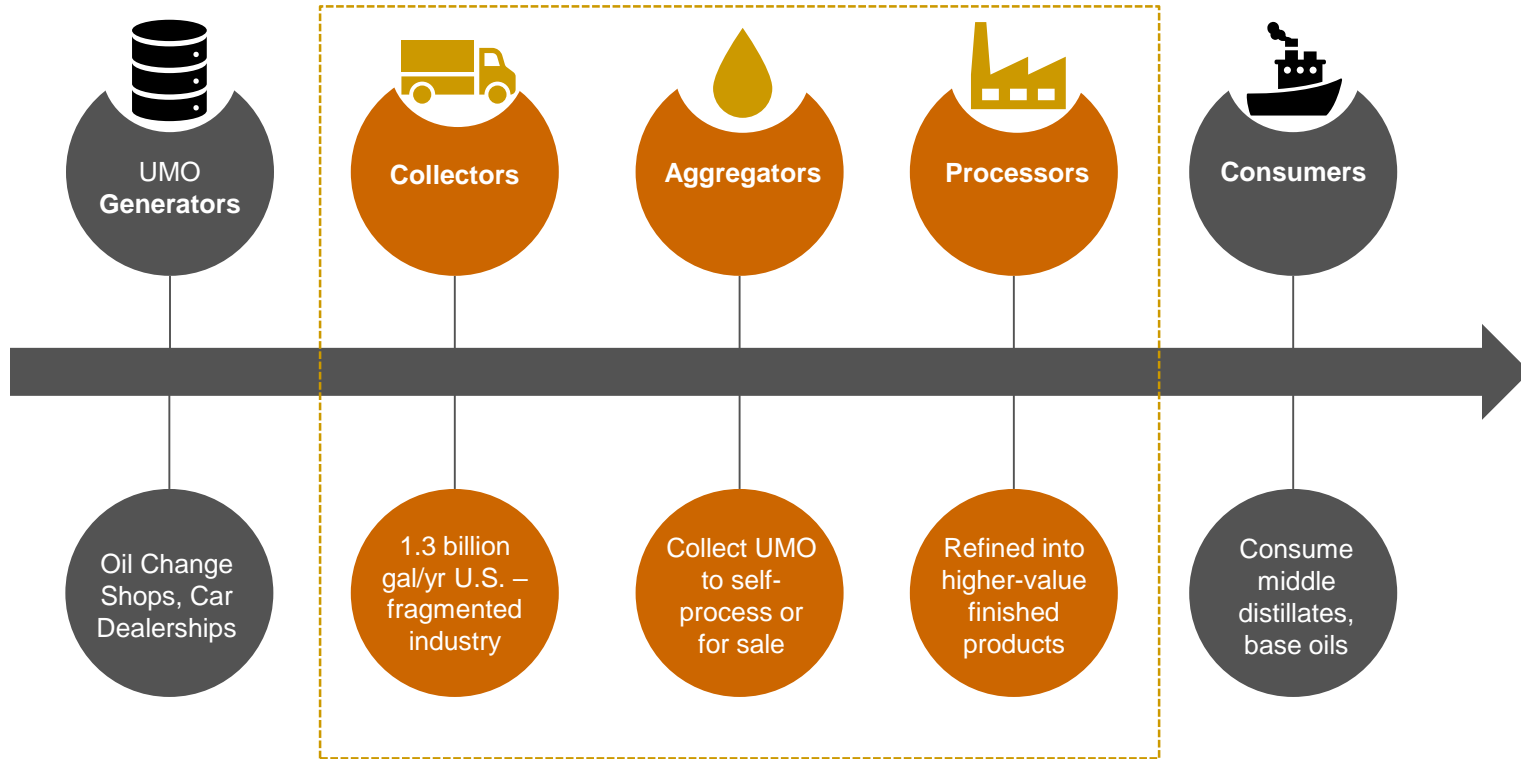 UMO
Generators
Collectors
Aggregators
Processors
Consumers
Oil Change
Shops, Car
Dealerships
1.3 billion
gal/yr U.S. –
fragmented
industry
Collect UMO
to self-
process or
for sale
Refined into
higher-value
finished
products
Consume
middle
distillates,
base oils